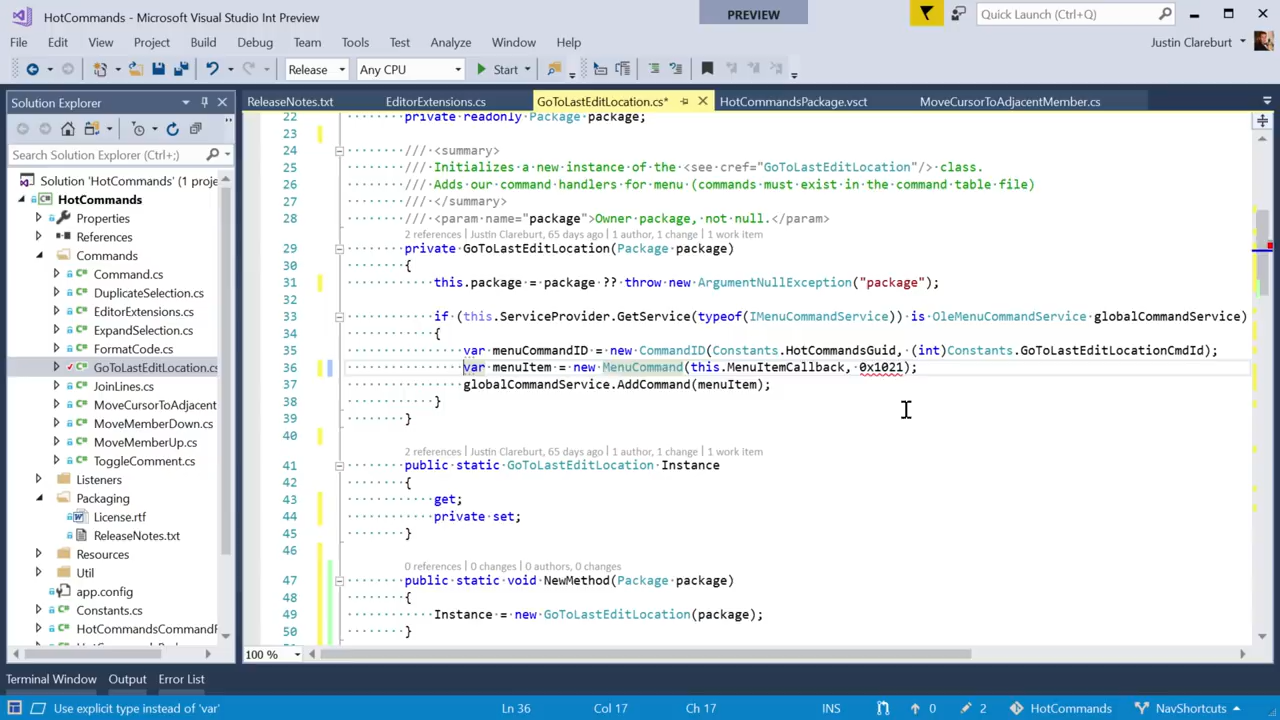 HotCommands - Microsoft Visual Studio Int Preview
PREVIEW
Quick Launch (Ctrl+Q)
File Edit View Project Build Debug Team Tools Test Analyze Window Help
Justin Clareburt
Release Any CPU Start
Solution Explorer
Search Solution Explorer (Ctrl+;)
Solution 'HotCommands' (1 proje
HotCommands
Properties
References
Commands
Command.cs
DuplicateSelection.cs
EditorExtensions.cs
ExpandSelection.cs
FormatCode.cs
GoToLastEditLocation.cs
JoinLines.cs
MoveCursorToAdjacent
MoveMemberDown.cs
MoveMemberUp.cs
ToggleComment.cs
Listeners
Packaging
License.rtf
ReleaseNotes.txt
Resources
Util
app.config
Constants.cs
HotCommandsCommandF
ReleaseNotes.txt EditorExtensions.cs GoToLastEditLocation.cs* HotCommandsPackage.vsct MoveCursorToAdjacentMember.cs
22 private readonly Package package;
23
24 /// <summary>
25 /// Initializes a new instance of the <see cref="GoToLastEditLocation"/> class.
26 /// Adds our command handlers for menu (commands must exist in the command table file)
27 /// </summary>
28 /// <param name="package">Owner package, not null.</param>
2 references | Justin Clareburt, 65 days ago | 1 author, 1 change | 1 work item
29 private GoToLastEditLocation(Package package)
30 {
31 this.package = package ?? throw new ArgumentNullException("package");
32
33 if (this.ServiceProvider.GetService(typeof(IMenuCommandService)) is OleMenuCommandService globalCommandService)
34 {
35 var menuCommandID = new CommandID(Constants.HotCommandsGuid, (int)Constants.GoToLastEditLocationCmdId);
36 var menuItem = new MenuCommand(this.MenuItemCallback, 0x1021);
37 globalCommandService.AddCommand(menuItem);
38 }
39 }
40
2 references | Justin Clareburt, 65 days ago | 1 author, 1 change | 1 work item
41 public static GoToLastEditLocation Instance
42 {
43 get;
44 private set;
45 }
46
0 references | 0 changes | 0 authors, 0 changes
47 public static void NewMethod(Package package)
48 {
49 Instance = new GoToLastEditLocation(package);
50 }
100 %
Terminal Window Output Error List
Use explicit type instead of 'var' Ln 36 Col 17 Ch 17 INS 0 2 HotCommands NavShortcuts